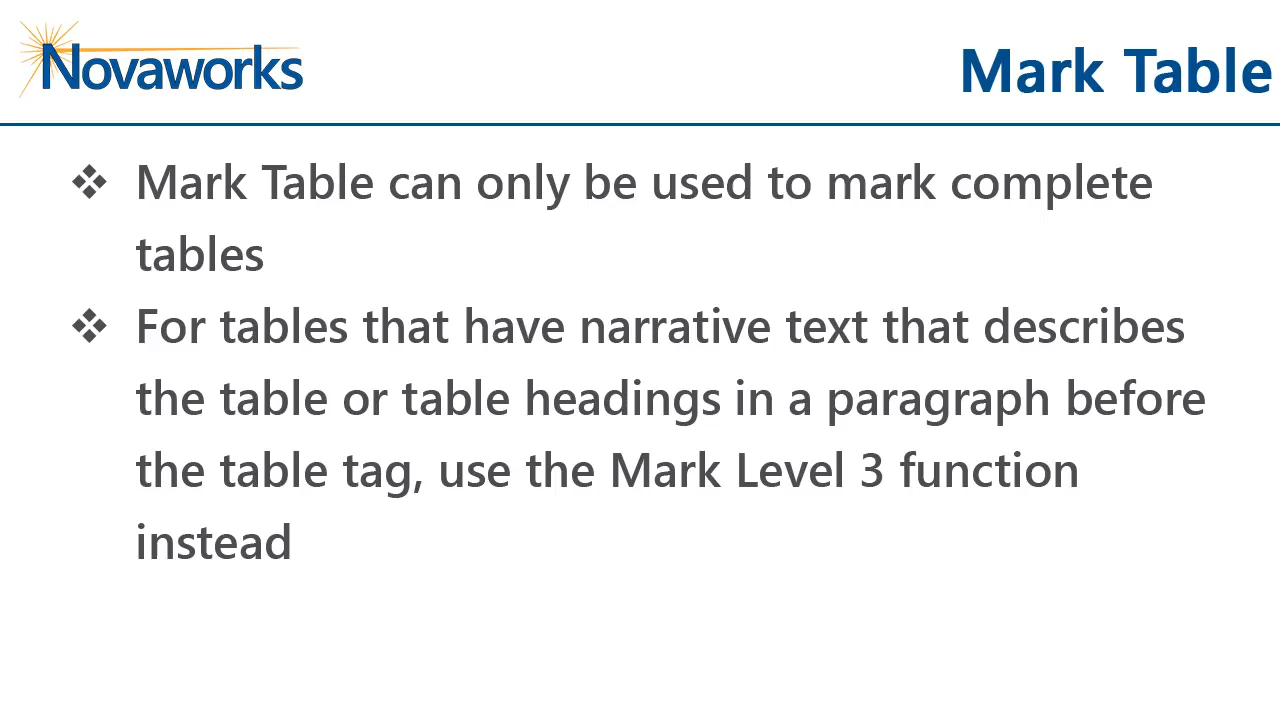 Novaworks
Mark Table
❖ Mark Table can only be used to mark complete
tables
❖ For tables that have narrative text that describes
the table or table headings in a paragraph before
the table tag, use the Mark Level 3 function
instead